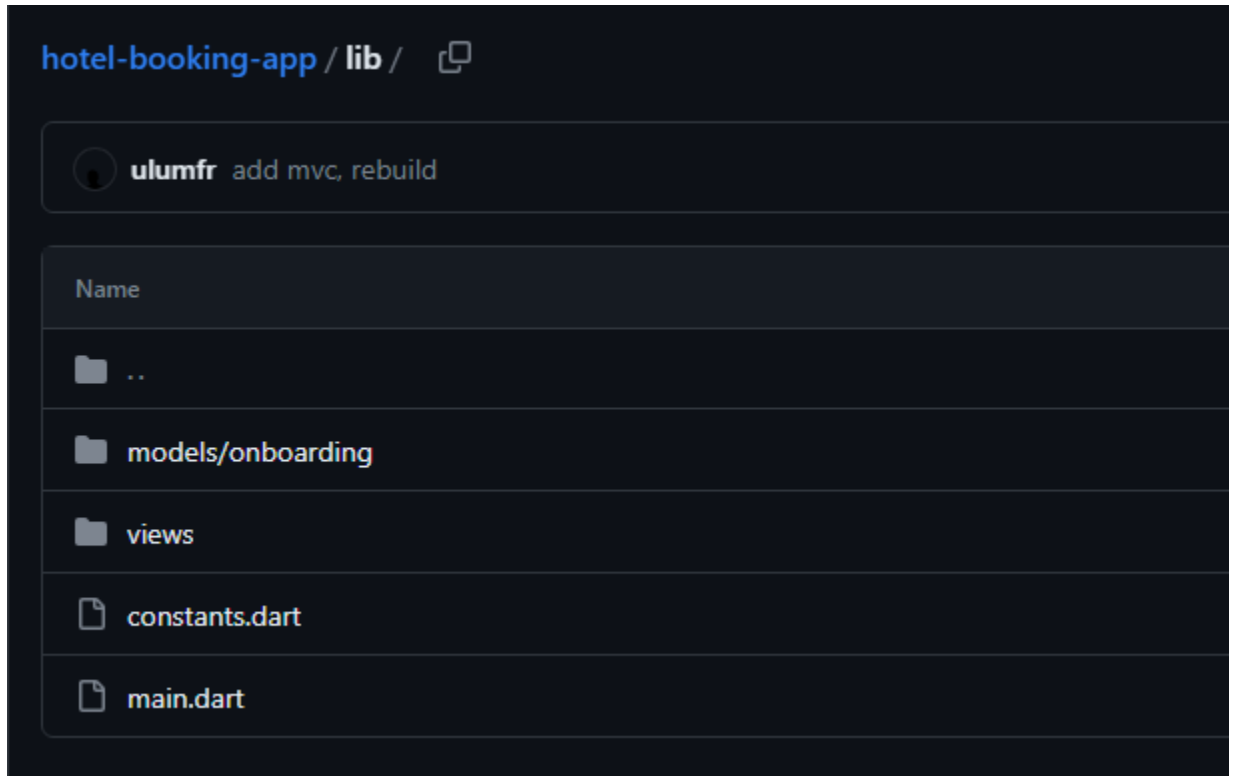 hotel-booking-app / lib /
ulumfr add mvc, rebuild
Name
..
models/onboarding
views
constants.dart
main.dart